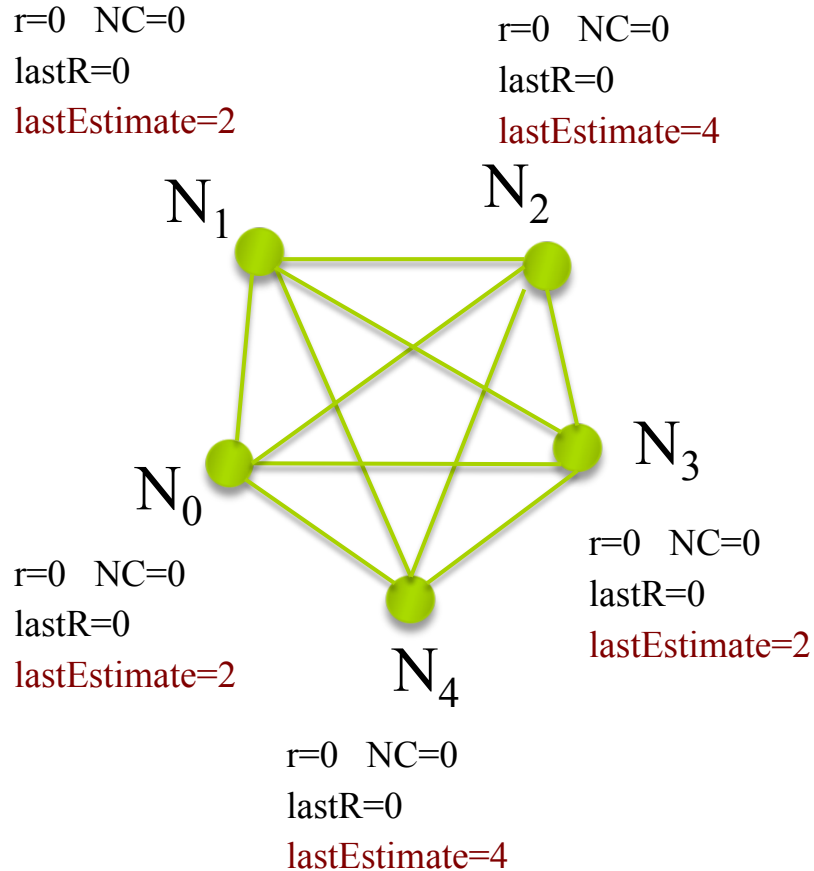 r=0 NC=0
lastR=0
lastEstimate=2
r=0 NC=0
lastR=0
lastEstimate=4
N1
N2
N3
N0
r=0 NC=0
lastR=0
lastEstimate=2
r=0 NC=0
lastR=0
lastEstimate=2
N4
r=0 NC=0
lastR=0
lastEstimate=4